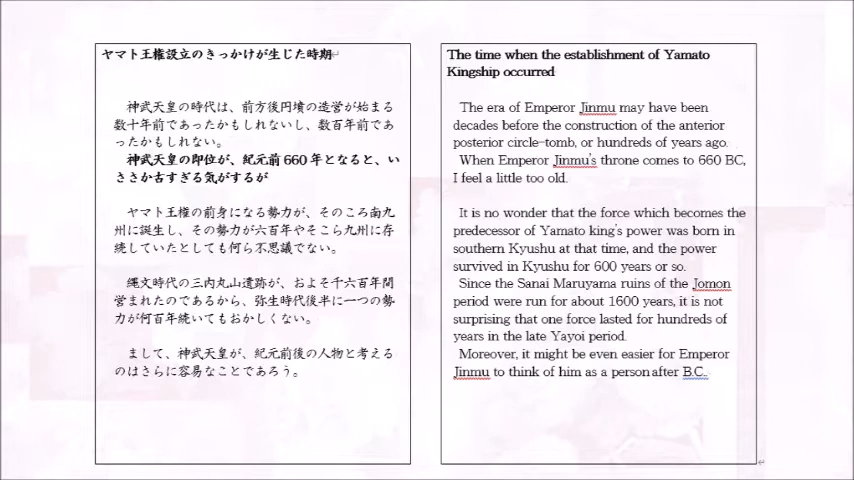 ヤマト王権設立のきっかけが生じた時期
神武天皇の時代は、前方後円墳の造営が始まる
数十年前であったかもしれないし、数百年前であ
ったかもしれない。
神武天皇の即位が、紀元前660年となると、い
ささか古すぎる気がするが
ヤマト王権の前身になる勢力が、そのころ南九
州に誕生し、その勢力が六百年やそこら九州に存
続していたとしても何ら不思議でない。
縄文時代の三内丸山遺跡が、およそ千六百年間
営まれたのであるから、弥生時代後半に一つの勢
力が何百年続いてもおかしくない。
まして、神武天皇が、紀元前後の人物と考える
のはさらに容易なことであろう。
The time when the establishment of Yamato
Kingship occurred
The era of Emperor Jinmu may have been
decades before the construction of the anterior
posterior circle-tomb, or hundreds of years ago.
When Emperor Jinmu's throne comes to 660 BC,
I feel a little too old.
It is no wonder that the force which becomes the
predecessor of Yamato king's power was born in
southern Kyushu at that time, and the power
survived in Kyushu for 600 years or so.
Since the Sanai Maruyama ruins of the Jomon
period were run for about 1600 years, it is not
surprising that one force lasted for hundreds of
years in the late Yayoi period.
Moreover, it might be even easier for Emperor
Jinmu to think of him as a person after B.C..